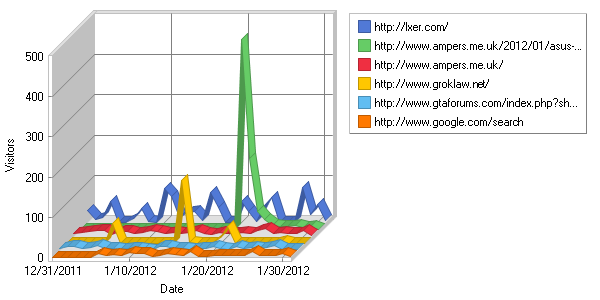 500
400
300
200
100
0
Visitors
12/31/2011
1/10/2012
1/20/2012
1/30/2012
Date
http://lxer.com/
http://www.ampers.me.uk/2012/01/asus-...
http://www.ampers.me.uk/
http://www.groklaw.net/
http://www.gtaforums.com/index.php?sh...
http://www.google.com/search